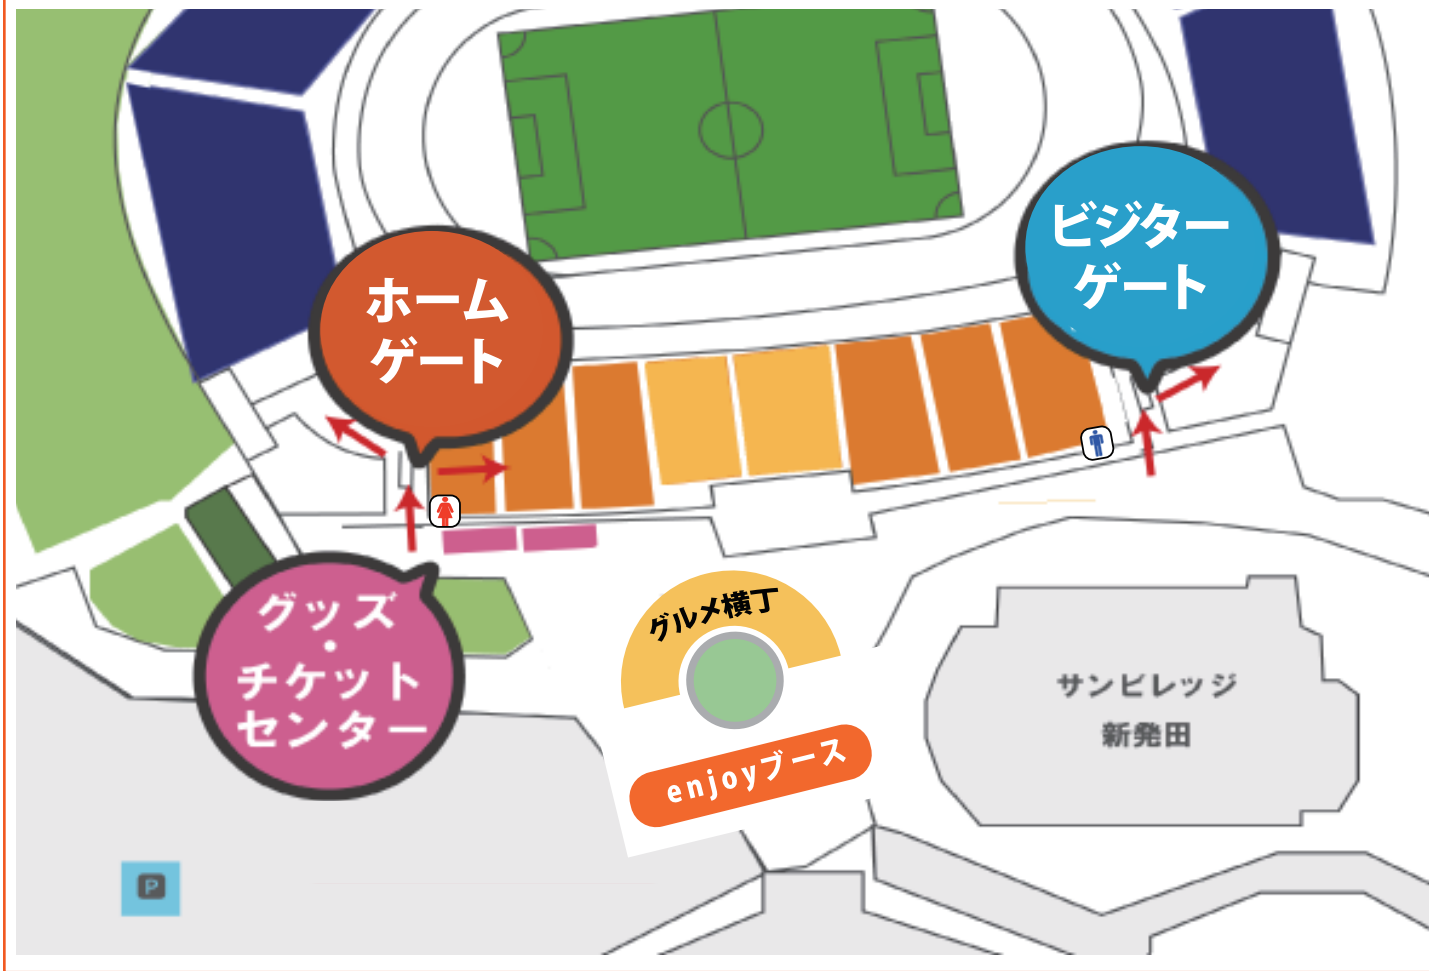 ビジター
ゲート
ホーム
ゲート
グルメ横丁
グッズ
・
チケット
センター
サンビレッジ
新発田
enjoyブース
P